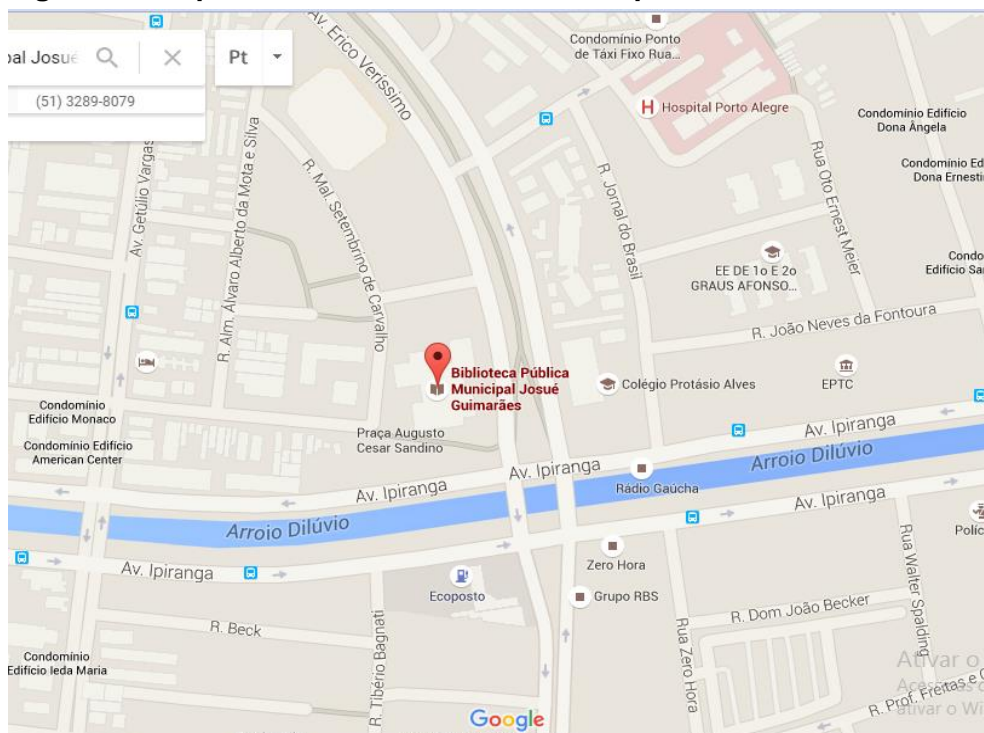 pal Josué
Pt
(51) 3289-8079
Av. Erico Veríssimo
Condomínio Ponto
de Táxi Fixo Rua...
H
Hospital Porto Alegre
Condomínio Edifício
Dona Ângela
Condomínio Ed
Dona Ernesti
Av. Getúlio Vargas
R. Alm. Álvaro Alberto da Mota e Silva
R. Mal. Setembrino de Carvalho
R. Jornal do Brasil
Rua Oto Ernest Meier
EE DE 1o E 2o
GRAUS AFONSO...
Condo
Edifício Sa
R. João Neves da Fontoura
Biblioteca Pública
Municipal Josué
Guimarães
Colégio Protásio Alves
EPTC
Condomínio
Edifício Monaco
Condomínio Edifício
American Center
Praça Augusto
Cesar Sandino
Av. Ipiranga
Av. Ipiranga
Av. Ipiranga
Arroio Dilúvio
Rádio Gaúcha
Av. Ipiranga
Arroio Dilúvio
Av. Ipiranga
Zero Hora
Políc
Ecoposto
Grupo RBS
R. Beck
R. Tibério Bagnati
Rua Zero Hora
R. Dom João Becker
Rua Walter Spalding
Condomínio
Edifício Ieda Maria
R. Prof. Freitas e C
Ativar o
ativar o Wi
Google